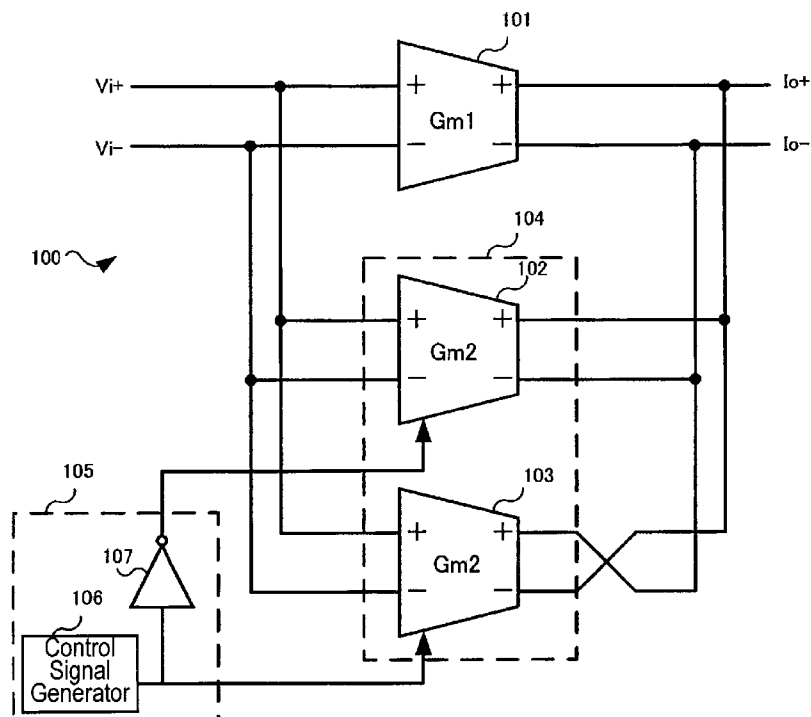 101
Vi+
+
+
Io+
Gm1
Vi−
−
−
Io−
104
100
102
+
+
Gm2
−
−
105
103
+
+
107
Gm2
106
−
−
Control
Signal
Generator